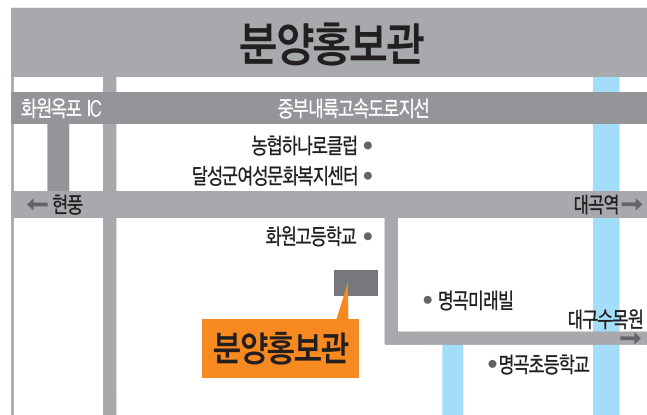 분양홍보관
화원옥포 IC
중부내륙고속도로지선
농협하나로클럽
달성군여성문화복지센터
← 현풍
대곡역 →
화원고등학교
명곡미래빌
대구수목원
→
분양홍보관
명곡초등학교